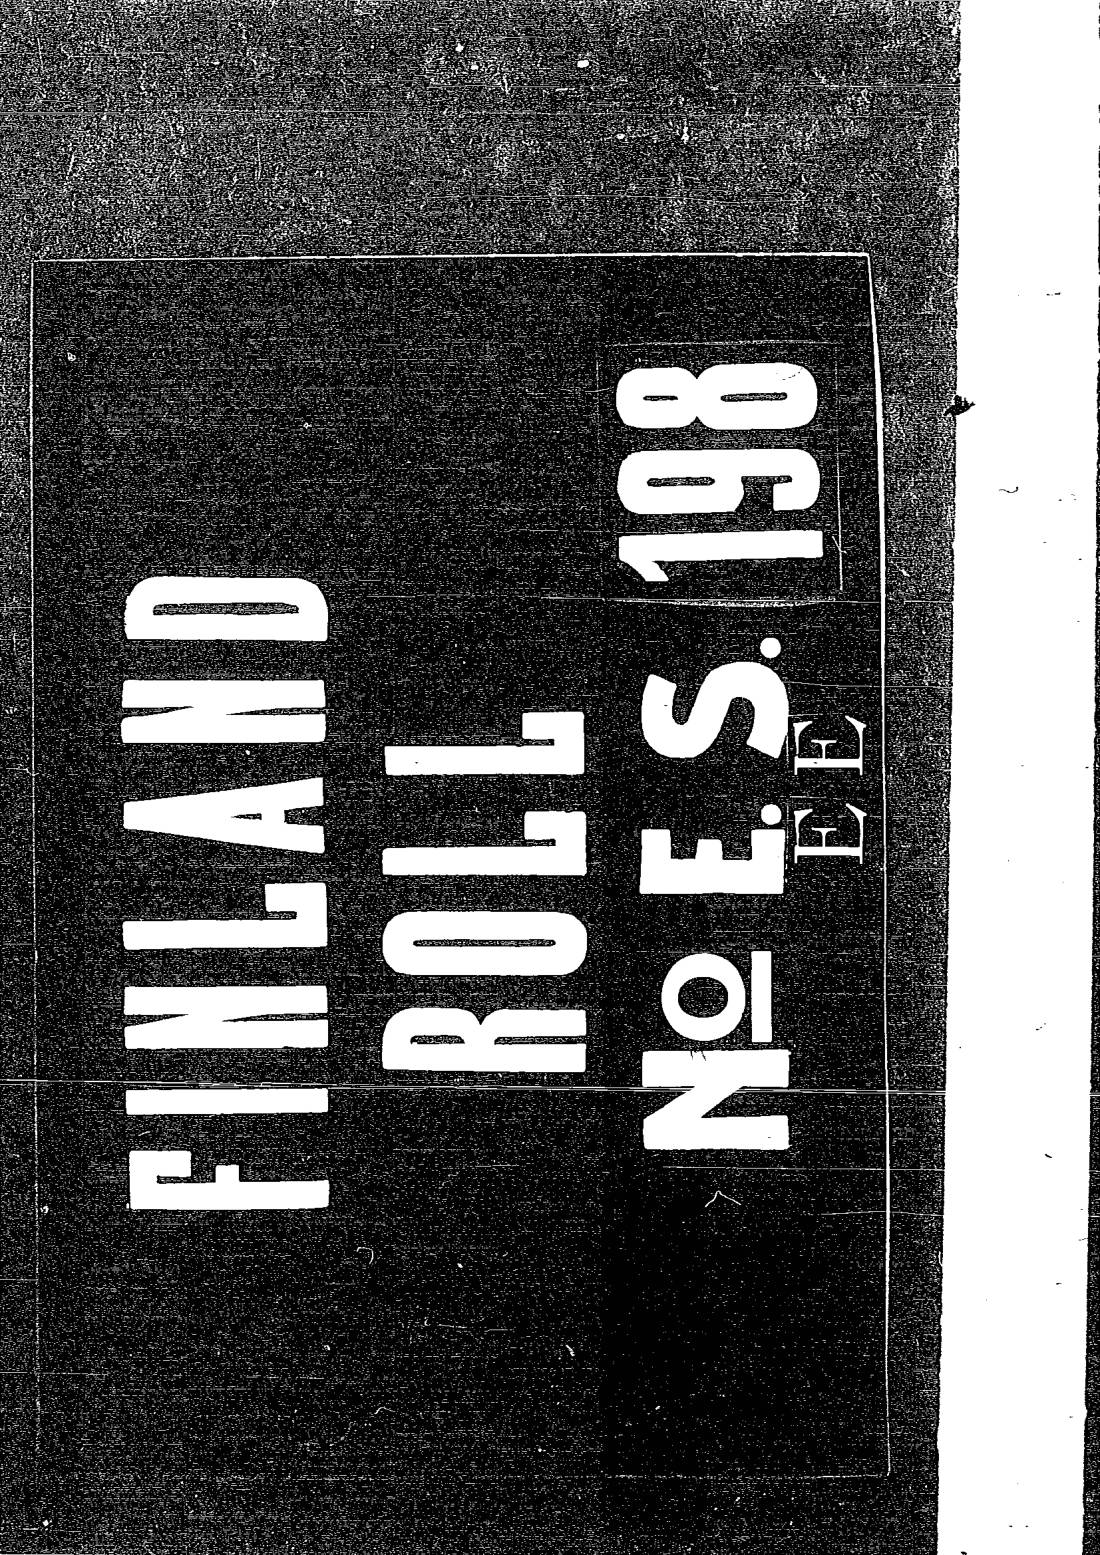 FINLAND
ROLL
No E. S. 198
E E